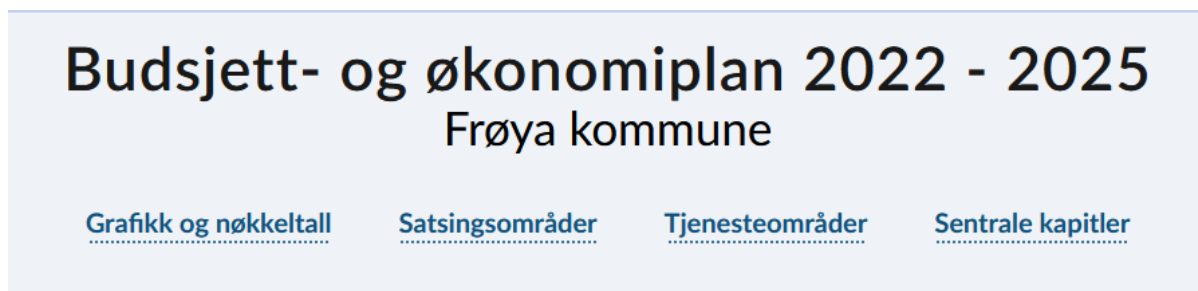 Budsjett- og økonomiplan 2022 - 2025
Frøya kommune
Grafikk og nøkkeltall Satsingsområder Tjenesteområder Sentrale kapitler